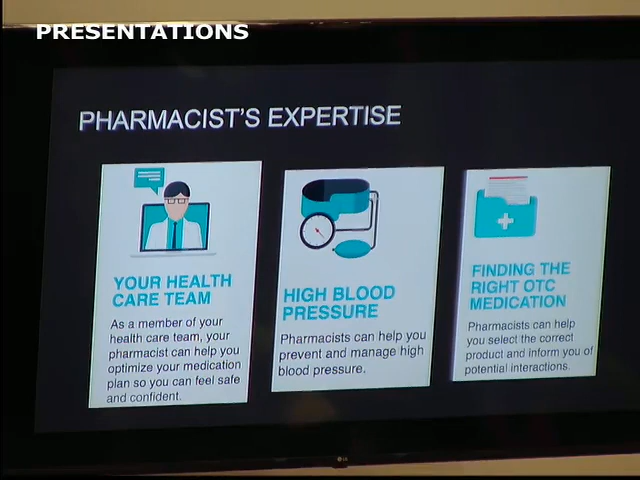 PRESENTATIONS
PHARMACIST'S EXPERTISE
YOUR HEALTH
CARE TEAM
As a member of your
health care team, your
pharmacist can help you
optimize your medication
plan so you can feel safe
and confident.
HIGH BLOOD
PRESSURE
Pharmacists can help you
prevent and manage high
blood pressure.
FINDING THE
RIGHT OTC
MEDICATION
Pharmacists can help
you select the correct
product and inform you of
potential interactions.
LG